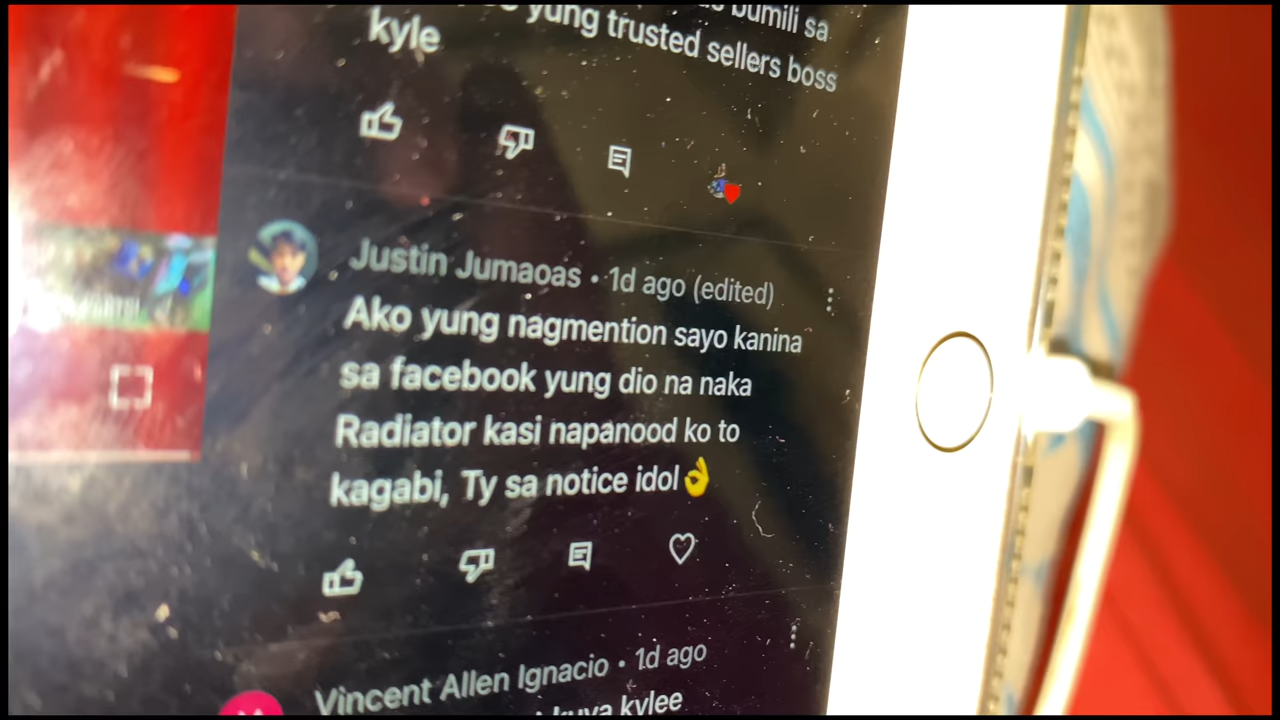 bumili sa
yung trusted sellers boss
kyle
Justin Jumaoas • 1d ago (edited)
Ako yung nagmention sayo kanina
sa facebook yung dio na naka
Radiator kasi napanood ko to
kagabi, Ty sa notice idol👌
Vincent Allen Ignacio • 1d ago
kuya kylee